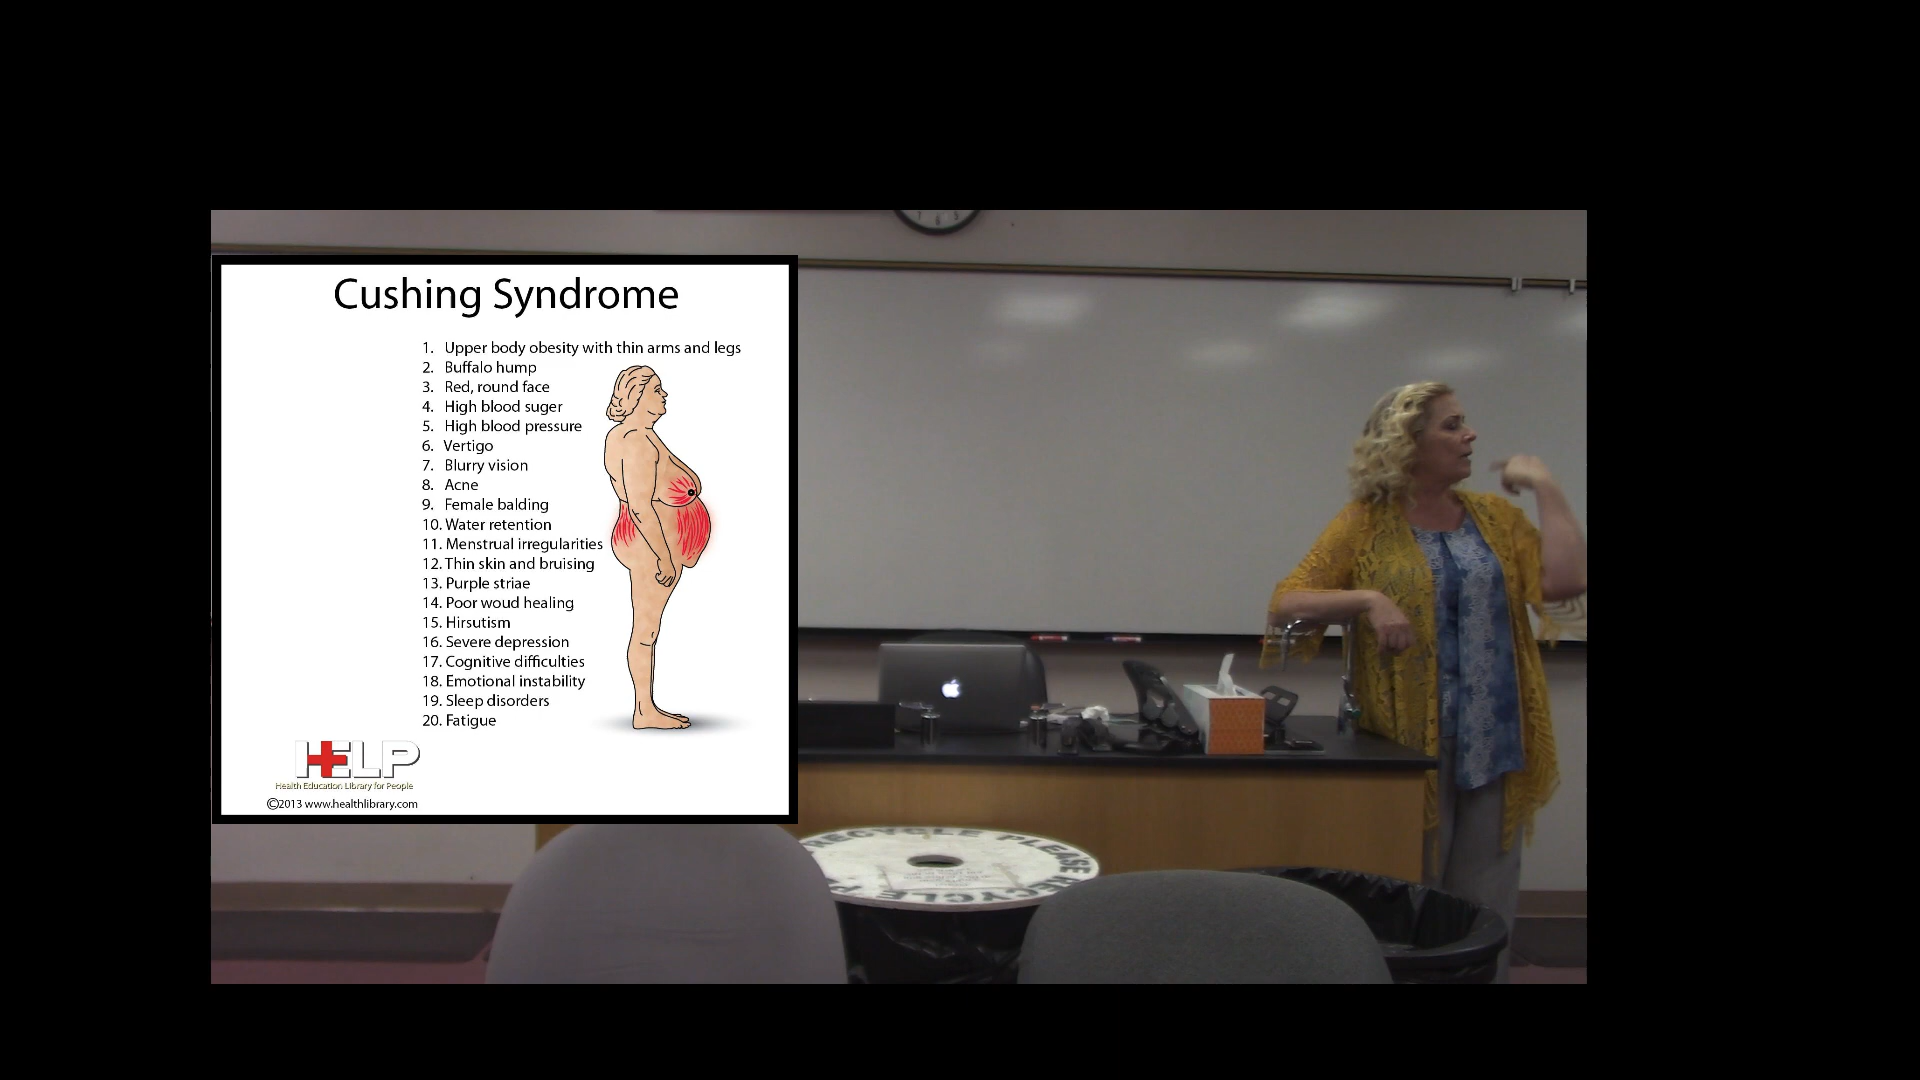 Cushing Syndrome
1. Upper body obesity with thin arms and legs
2. Buffalo hump
3. Red, round face
4. High blood suger
5. High blood pressure
6. Vertigo
7. Blurry vision
8. Acne
9. Female balding
10. Water retention
11. Menstrual irregularities
12. Thin skin and bruising
13. Purple striae
14. Poor woud healing
15. Hirsutism
16. Severe depression
17. Cognitive difficulties
18. Emotional instability
19. Sleep disorders
20. Fatigue
HELP
Health Education Library for People
©2013 www.healthlibrary.com
RECYCLE PLEASE RECYCLE